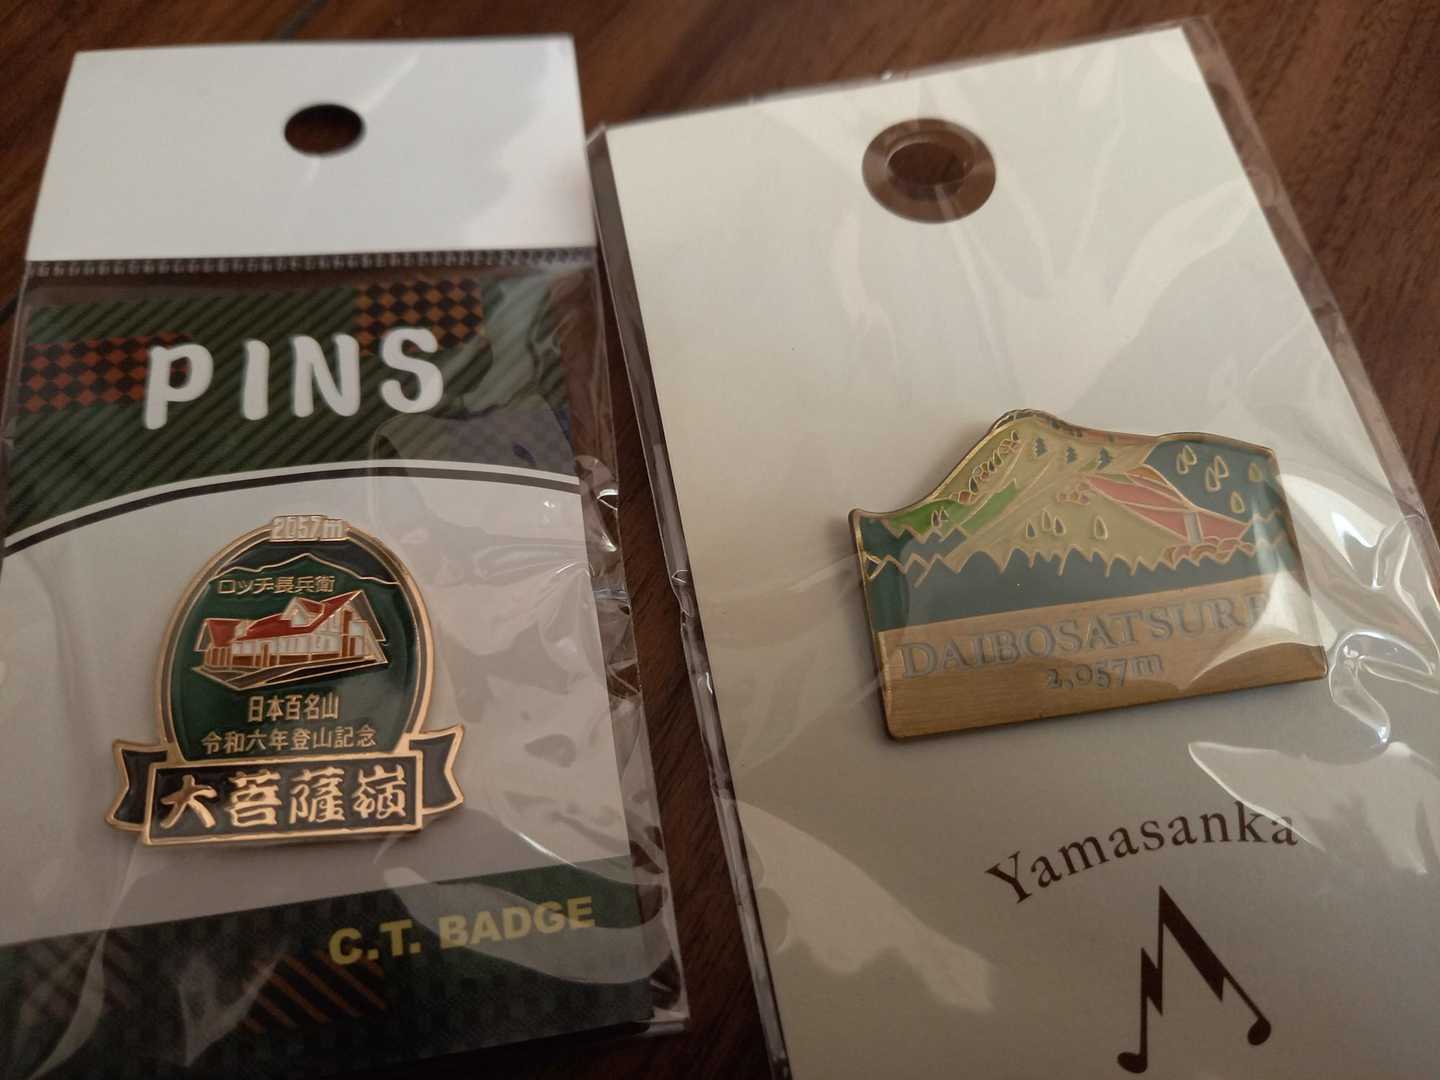 PINS
2057m
ロッヂ長兵衛
日本百名山
令和六年登山記念
大菩薩嶺
C.T. BADGE
DAIBOSATSUREI
2,057m
Yamasanka